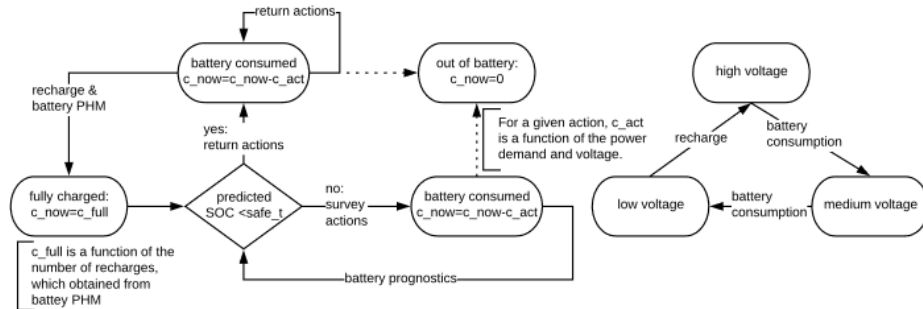 return actions
battery consumed
c_now=c_now-c_act
out of battery:
c_now=0
high voltage
recharge &
battery PHM
For a given action, c_act
is a function of the power
demand and voltage.
yes:
return actions
recharge
battery
consumption
fully charged:
c_now=c_full
predicted
SOC <safe_t
no:
survey
actions
battery consumed
c_now=c_now-c_act
low voltage
battery
consumption
medium voltage
c_full is a function of the
number of recharges,
which obtained from
battey PHM
battery prognostics